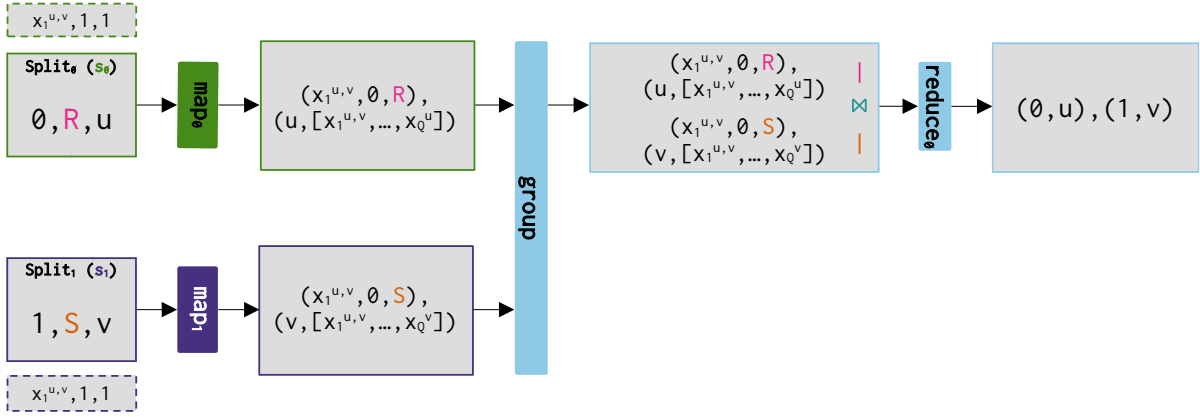 x₁ᵘ,ᵛ,1,1
Split₀ (s₀)
0,R,u
map₀
(x₁ᵘ,ᵛ,0,R),
(u,[x₁ᵘ,ᵛ,…,x_Qᵘ])
group
(x₁ᵘ,ᵛ,0,R),
(u,[x₁ᵘ,ᵛ,…,x_Qᵘ])
|
⋈
(x₁ᵘ,ᵛ,0,S),
(v,[x₁ᵘ,ᵛ,…,x_Qᵛ])
|
reduce₀
(0,u),(1,v)
Split₁ (s₁)
1,S,v
map₁
(x₁ᵘ,ᵛ,0,S),
(v,[x₁ᵘ,ᵛ,…,x_Qᵛ])
x₁ᵘ,ᵛ,1,1